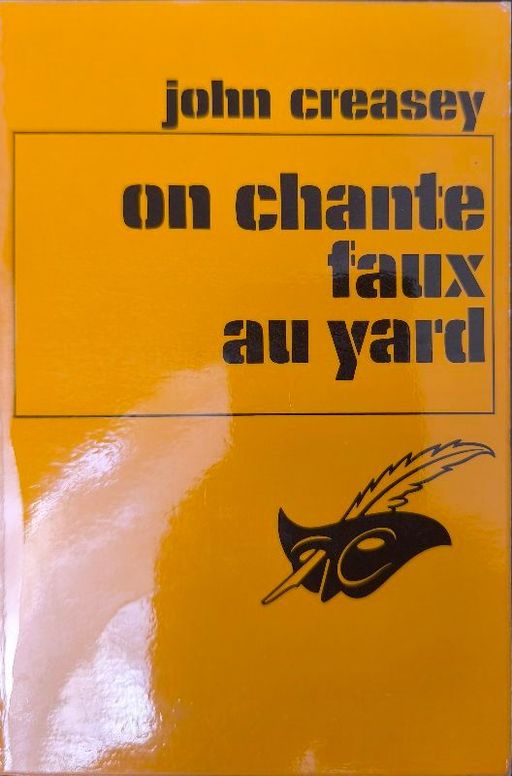 john creasey
on chante
faux
au yard